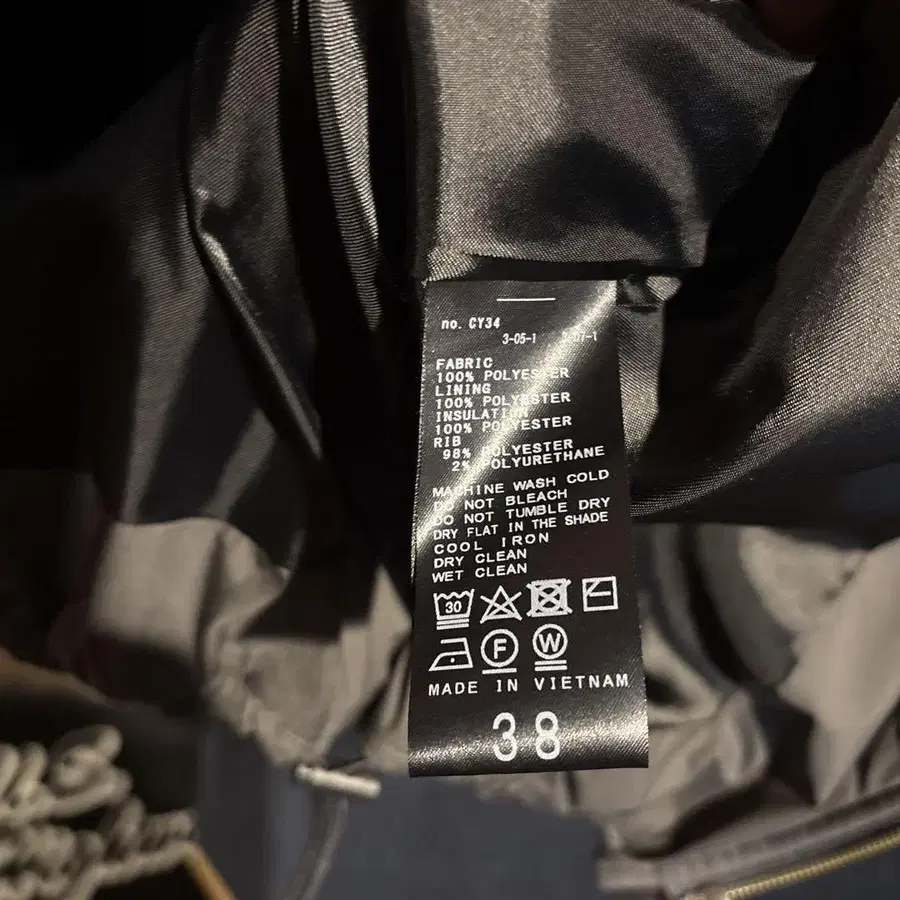 no. CY34
3-05-1
FABRIC
100% POLYESTER
LINING
100% POLYESTER
INSULATION
100% POLYESTER
RIB
98% POLYESTER
2% POLYURETHANE
MACHINE WASH COLD
DO NOT BLEACH
DO NOT TUMBLE DRY
DRY FLAT IN THE SHADE
COOL IRON
DRY CLEAN
WET CLEAN
30
F W
MADE IN VIETNAM
38